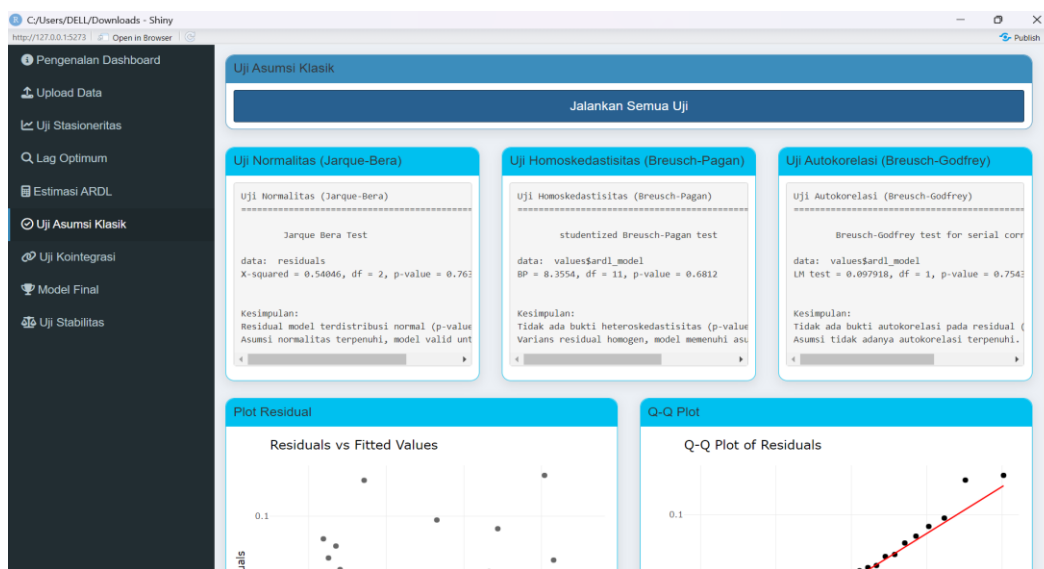 C:/Users/DELL/Downloads - Shiny
http://127.0.0.1:5273 Open in Browser Publish
Pengenalan Dashboard
Upload Data
Uji Stasioneritas
Lag Optimum
Estimasi ARDL
Uji Asumsi Klasik
Uji Kointegrasi
Model Final
Uji Stabilitas
Uji Asumsi Klasik
Jalankan Semua Uji
Uji Normalitas (Jarque-Bera)
Uji Normalitas (Jarque-Bera)
Jarque Bera Test
data: residuals
X-squared = 0.54046, df = 2, p-value = 0.763
Kesimpulan:
Residual model terdistribusi normal (p-value
Asumsi normalitas terpenuhi, model valid unt
Uji Homoskedastisitas (Breusch-Pagan)
Uji Homoskedastisitas (Breusch-Pagan)
studentized Breusch-Pagan test
data: values$ardl_model
BP = 8.3554, df = 11, p-value = 0.6812
Kesimpulan:
Tidak ada bukti heteroskedastisitas (p-value
Varians residual homogen, model memenuhi asu
Uji Autokorelasi (Breusch-Godfrey)
Uji Autokorelasi (Breusch-Godfrey)
Breusch-Godfrey test for serial corr
data: values$ardl_model
LM test = 0.097918, df = 1, p-value = 0.7543
Kesimpulan:
Tidak ada bukti autokorelasi pada residual (
Asumsi tidak adanya autokorelasi terpenuhi.
Plot Residual
Residuals vs Fitted Values
0.1
uals
Q-Q Plot
Q-Q Plot of Residuals
0.1